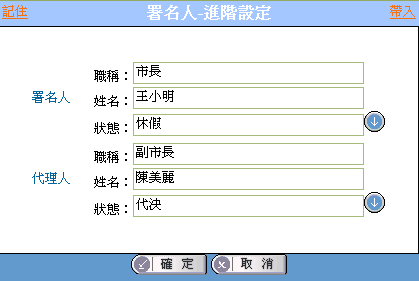 記住 署名人-進階設定 帶入
職稱：市長
署名人 姓名：王小明
狀態：休假
職稱：副市長
代理人 姓名：陳美麗
狀態：代決
確 定 取 消